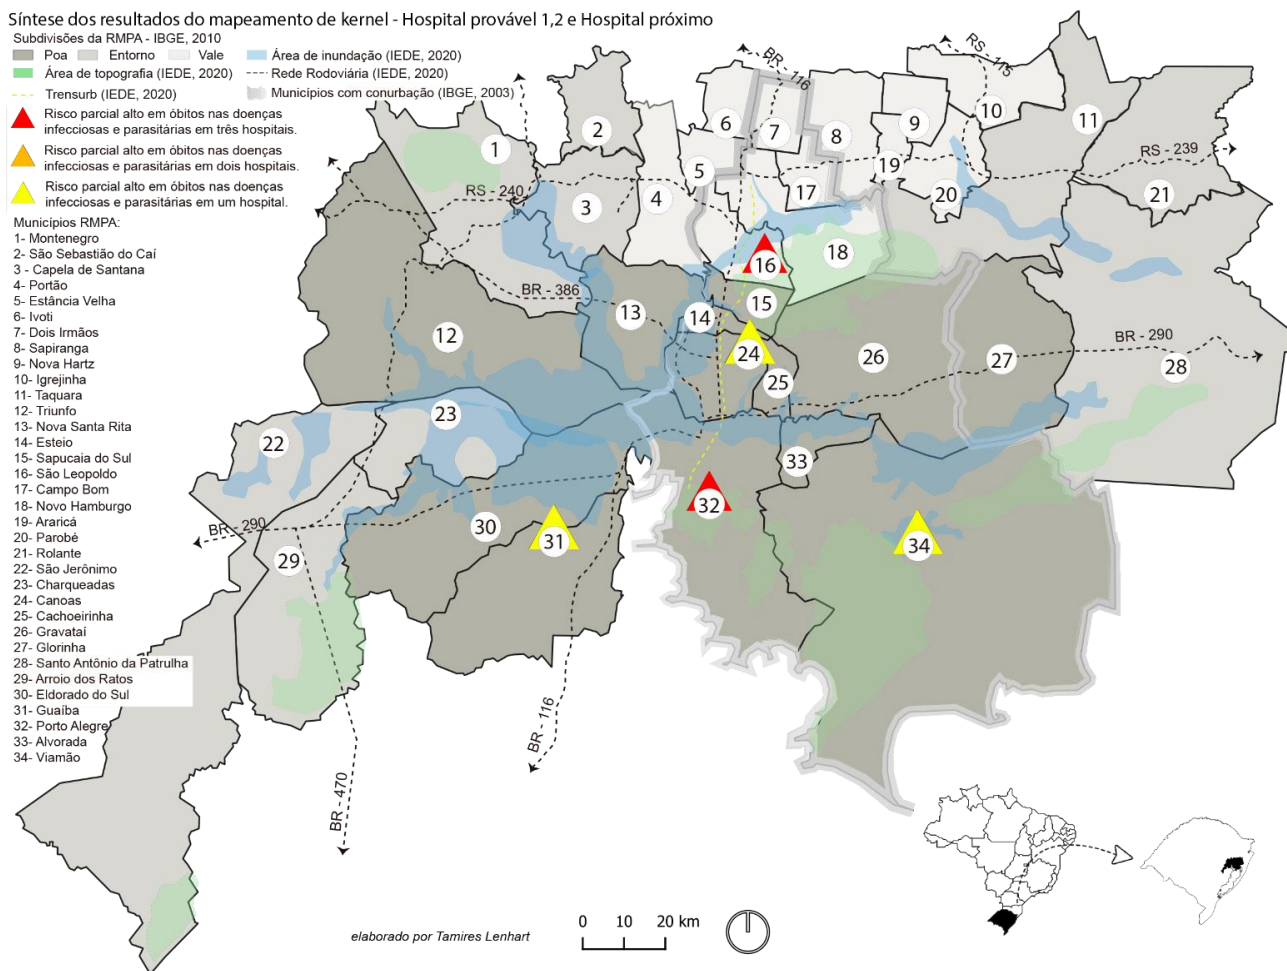 Síntese dos resultados do mapeamento de kernel - Hospital provável 1,2 e Hospital próximo
Subdivisões da RMPA - IBGE, 2010
Poa Entorno Vale Área de inundação (IEDE, 2020)
Área de topografia (IEDE, 2020) Rede Rodoviária (IEDE, 2020)
Trensurb (IEDE, 2020) Municípios com conurbação (IBGE, 2003)
Risco parcial alto em óbitos nas doenças
infecciosas e parasitárias em três hospitais.
Risco parcial alto em óbitos nas doenças
infecciosas e parasitárias em dois hospitais.
Risco parcial alto em óbitos nas doenças
infecciosas e parasitárias em um hospital.
Municípios RMPA:
1- Montenegro
2- São Sebastião do Caí
3 - Capela de Santana
4- Portão
5- Estância Velha
6- Ivoti
7- Dois Irmãos
8- Sapiranga
9- Nova Hartz
10- Igrejinha
11- Taquara
12- Triunfo
13- Nova Santa Rita
14- Esteio
15- Sapucaia do Sul
16- São Leopoldo
17- Campo Bom
18- Novo Hamburgo
19- Araricá
20- Parobé
21- Rolante
22- São Jerônimo
23- Charqueadas
24- Canoas
25- Cachoeirinha
26- Gravataí
27- Glorinha
28- Santo Antônio da Patrulha
29- Arroio dos Ratos
30- Eldorado do Sul
31- Guaíba
32- Porto Alegre
33- Alvorada
34- Viamão
BR - 116
RS - 115
1
2
3
4
5
6
7
8
9
10
11
RS - 240
RS - 239
12
13
14
15
16
17
18
19
20
21
BR - 386
BR - 290
22
23
24
25
26
27
28
BR - 290
29
30
31
32
33
34
BR - 470
BR - 116
0 10 20 km
elaborado por Tamires Lenhart